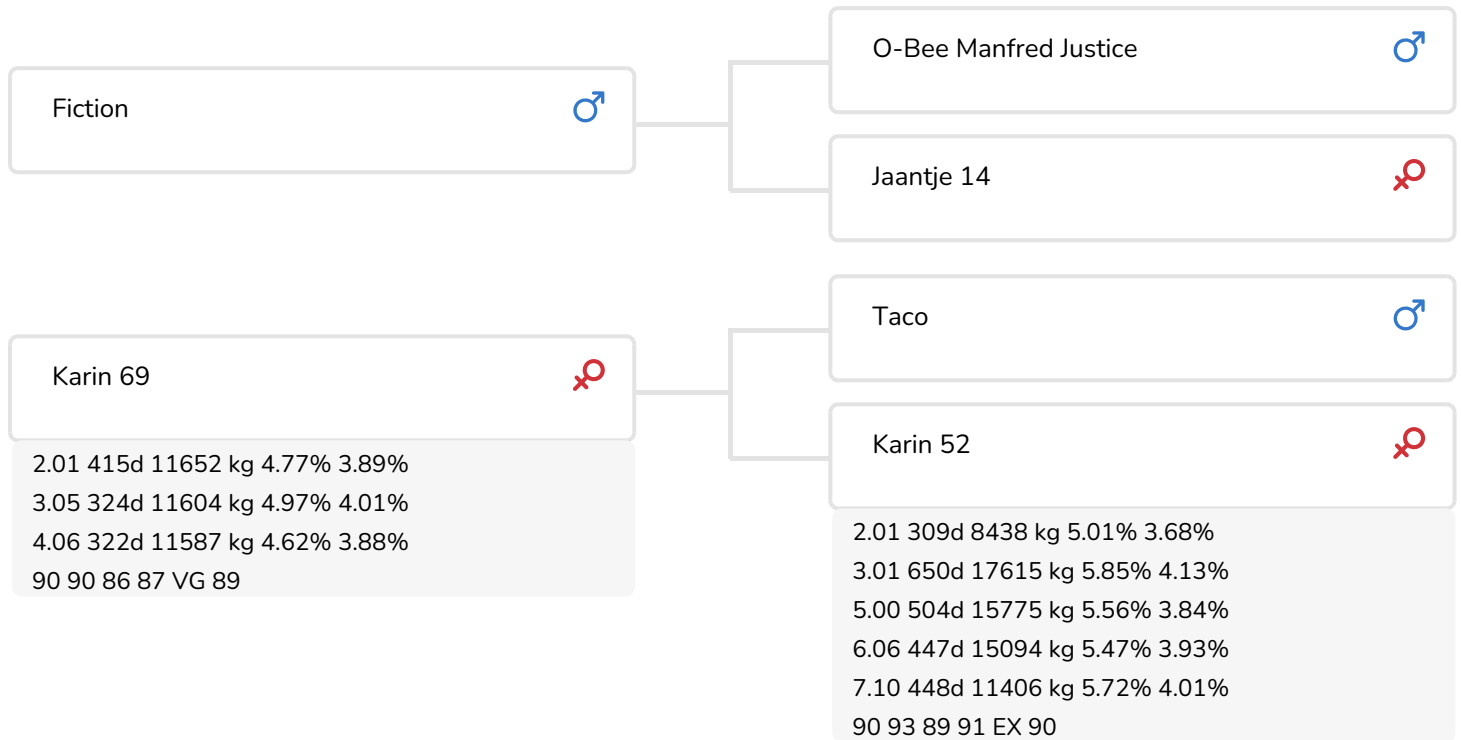 Fiction
O-Bee Manfred Justice
Jaantje 14
Karin 69
2.01 415d 11652 kg 4.77% 3.89%
3.05 324d 11604 kg 4.97% 4.01%
4.06 322d 11587 kg 4.62% 3.88%
90 90 86 87 VG 89
Taco
Karin 52
2.01 309d 8438 kg 5.01% 3.68%
3.01 650d 17615 kg 5.85% 4.13%
5.00 504d 15775 kg 5.56% 3.84%
6.06 447d 15094 kg 5.47% 3.93%
7.10 448d 11406 kg 5.72% 4.01%
90 93 89 91 EX 90